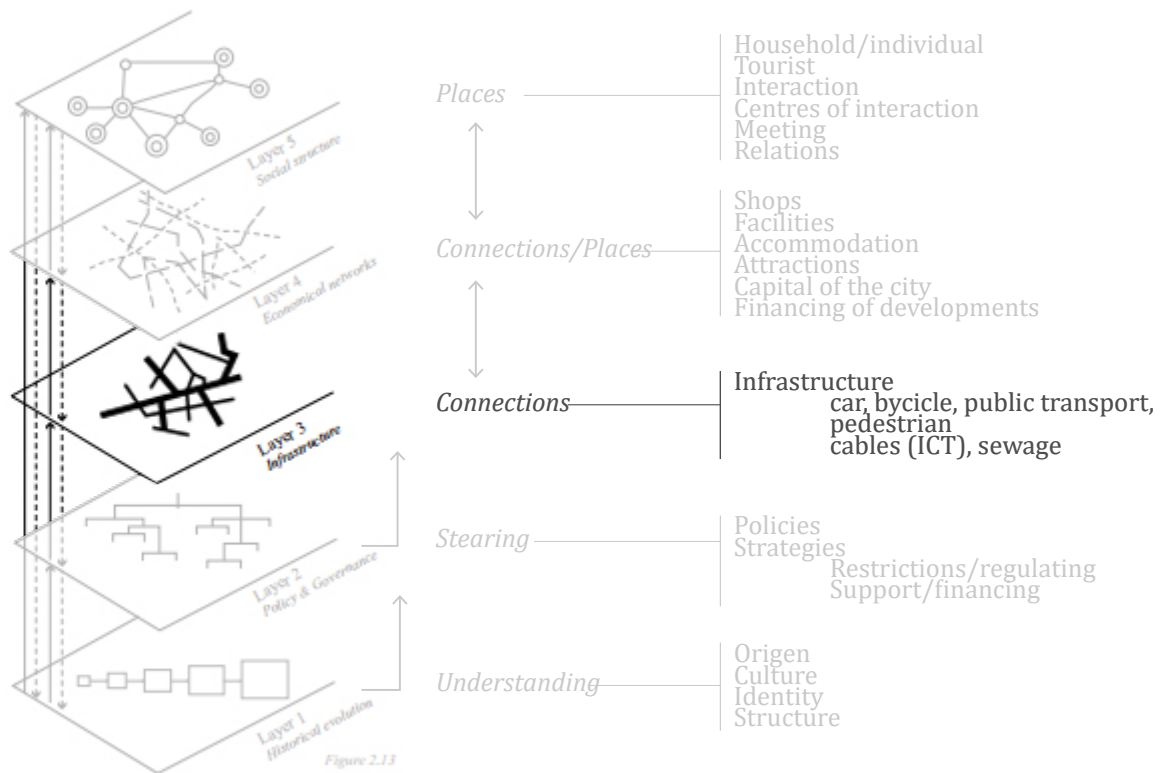 Layer 5
Social structure
Places
Household/individual
Tourist
Interaction
Centres of interaction
Meeting
Relations
Layer 4
Economical networks
Connections/Places
Shops
Facilities
Accommodation
Attractions
Capital of the city
Financing of developments
Layer 3
Infrastructure
Connections
Infrastructure
car, bycicle, public transport,
pedestrian
cables (ICT), sewage
Layer 2
Policy & Governance
Stearing
Policies
Strategies
Restrictions/regulating
Support/financing
Layer 1
Historical evolution
Understanding
Origen
Culture
Identity
Structure
Figure 2.13